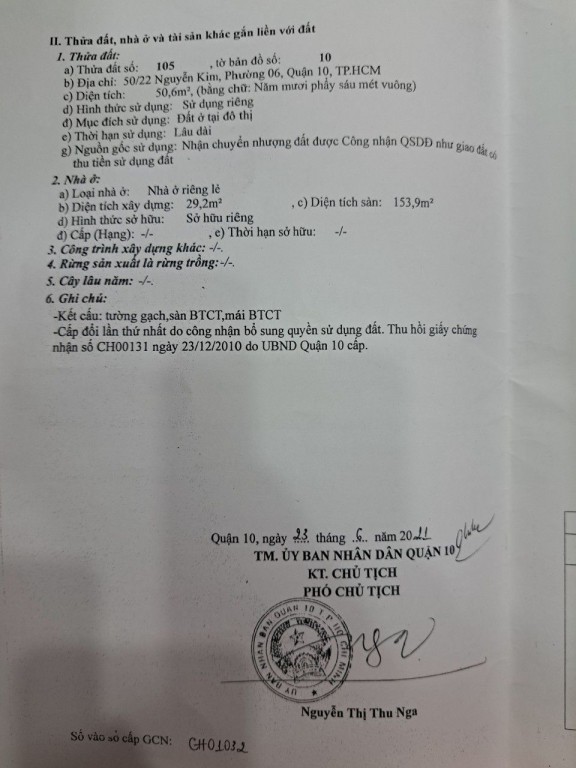 II. Thửa đất, nhà ở và tài sản khác gắn liền với đất
1. Thửa đất:
a) Thửa đất số: 105 , tờ bản đồ số: 10
b) Địa chỉ: 50/22 Nguyễn Kim, Phường 06, Quận 10, TP.HCM
c) Diện tích: 50,6m², (bằng chữ: Năm mươi phẩy sáu mét vuông)
d) Hình thức sử dụng: Sử dụng riêng
đ) Mục đích sử dụng: Đất ở tại đô thị
e) Thời hạn sử dụng: Lâu dài
g) Nguồn gốc sử dụng: Nhận chuyển nhượng đất được Công nhận QSDĐ như giao đất có
thu tiền sử dụng đất
2. Nhà ở:
a) Loại nhà ở: Nhà ở riêng lẻ
b) Diện tích xây dựng: 29,2m² , c) Diện tích sàn: 153,9m²
d) Hình thức sở hữu: Sở hữu riêng
đ) Cấp (Hạng): -/- , e) Thời hạn sở hữu: -/-
3. Công trình xây dựng khác: -/-.
4. Rừng sản xuất là rừng trồng: -/-.
5. Cây lâu năm: -/-.
6. Ghi chú:
-Kết cấu: tường gạch,sàn BTCT,mái BTCT
-Cấp đổi lần thứ nhất do công nhận bổ sung quyền sử dụng đất. Thu hồi giấy chứng
nhận số CH00131 ngày 23/12/2010 do UBND Quận 10 cấp.
Quận 10, ngày 23 tháng .6.. năm 2011
TM. ỦY BAN NHÂN DÂN QUẬN 10
KT. CHỦ TỊCH
PHÓ CHỦ TỊCH
ỦY BAN NHÂN DÂN QUẬN 10 T.P HỒ CHÍ MINH
Nguyễn Thị Thu Nga
Số vào sổ cấp GCN: CH01032